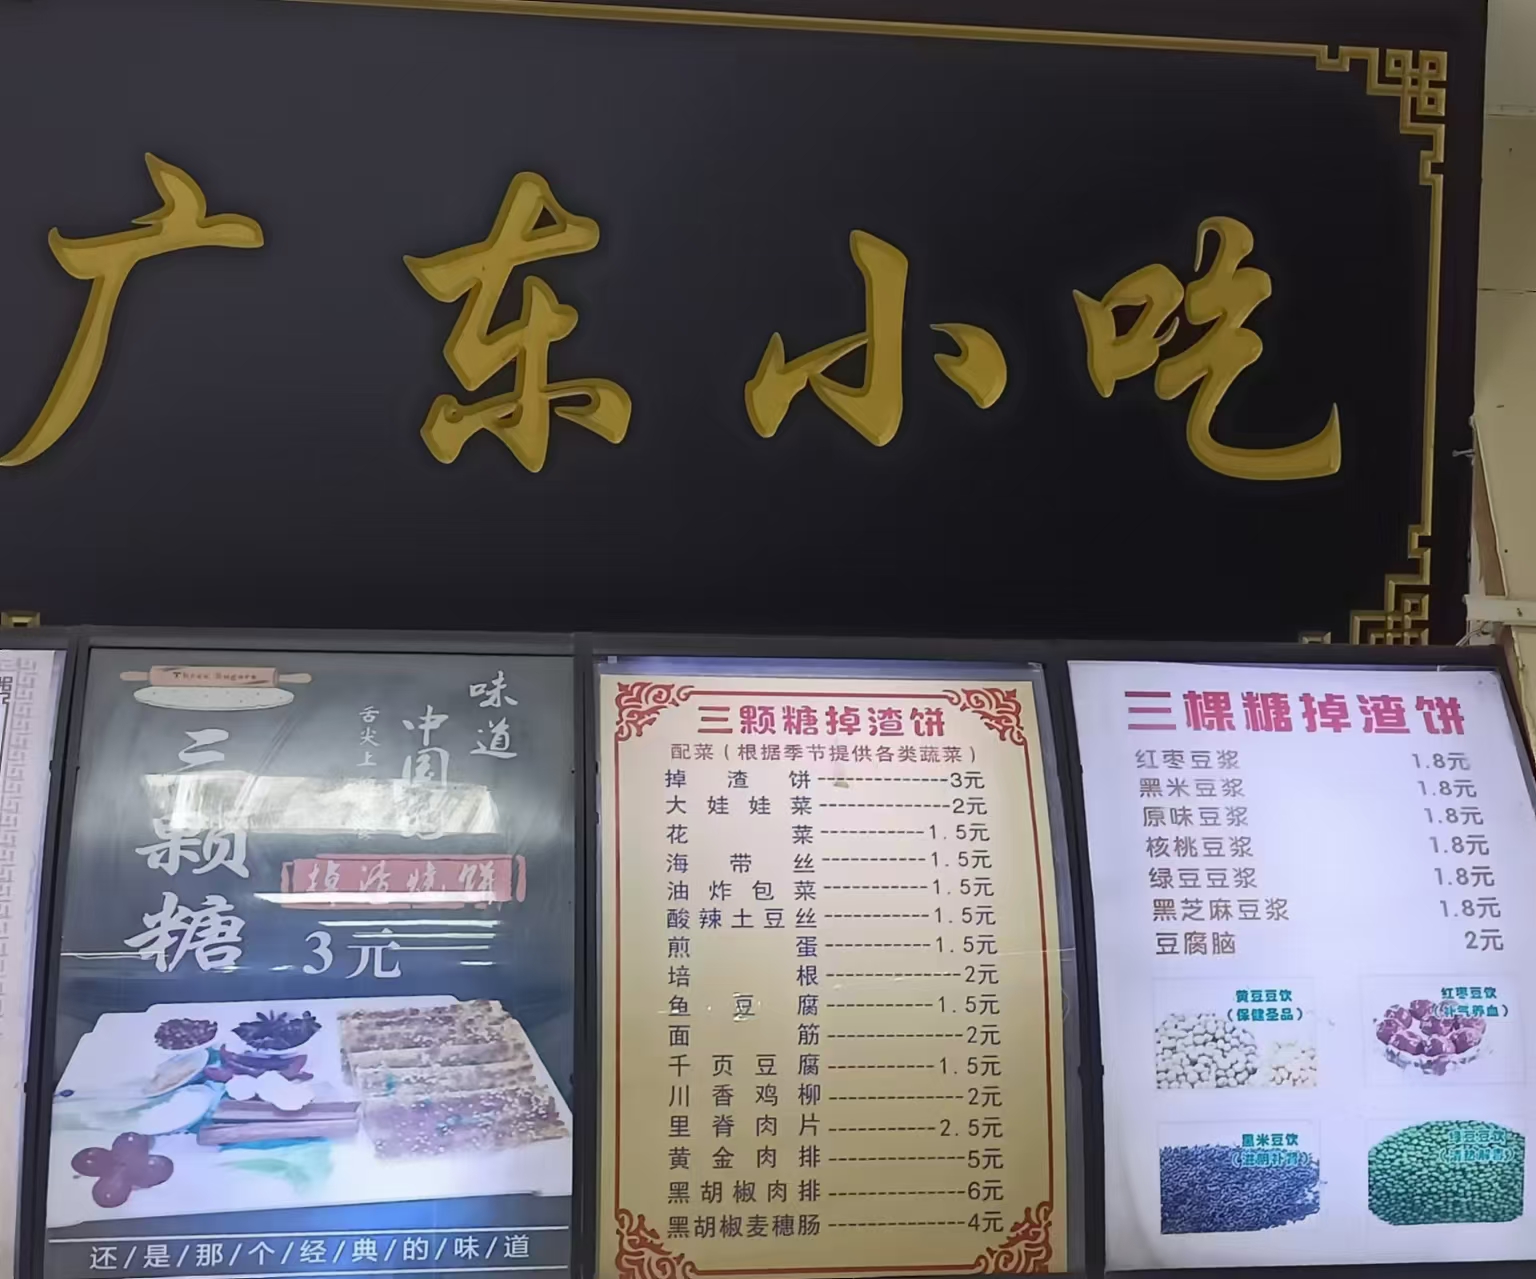 广东小吃
Three Sugars
三颗糖
味道
中国的
舌尖上
掉渣烧饼
3元
还/是/那/个/经/典/的/味/道
三颗糖掉渣饼
配菜（根据季节提供各类蔬菜）
掉渣饼-------------3元
大娃娃菜-------------2元
花菜----------1.5元
海带丝----------1.5元
油炸包菜----------1.5元
酸辣土豆丝----------1.5元
煎蛋----------1.5元
培根-------------2元
鱼豆腐----------1.5元
面筋-------------2元
千页豆腐----------1.5元
川香鸡柳-------------2元
里脊肉片----------2.5元
黄金肉排-------------5元
黑胡椒肉排-------------6元
黑胡椒麦穗肠-------------4元
三棵糖掉渣饼
红枣豆浆 1.8元
黑米豆浆 1.8元
原味豆浆 1.8元
核桃豆浆 1.8元
绿豆豆浆 1.8元
黑芝麻豆浆 1.8元
豆腐脑 2元
黄豆豆饮
（保健圣品）
红枣豆饮
（补气养血）
黑米豆饮
（滋阴补肾）
绿豆豆饮
（清热解毒）